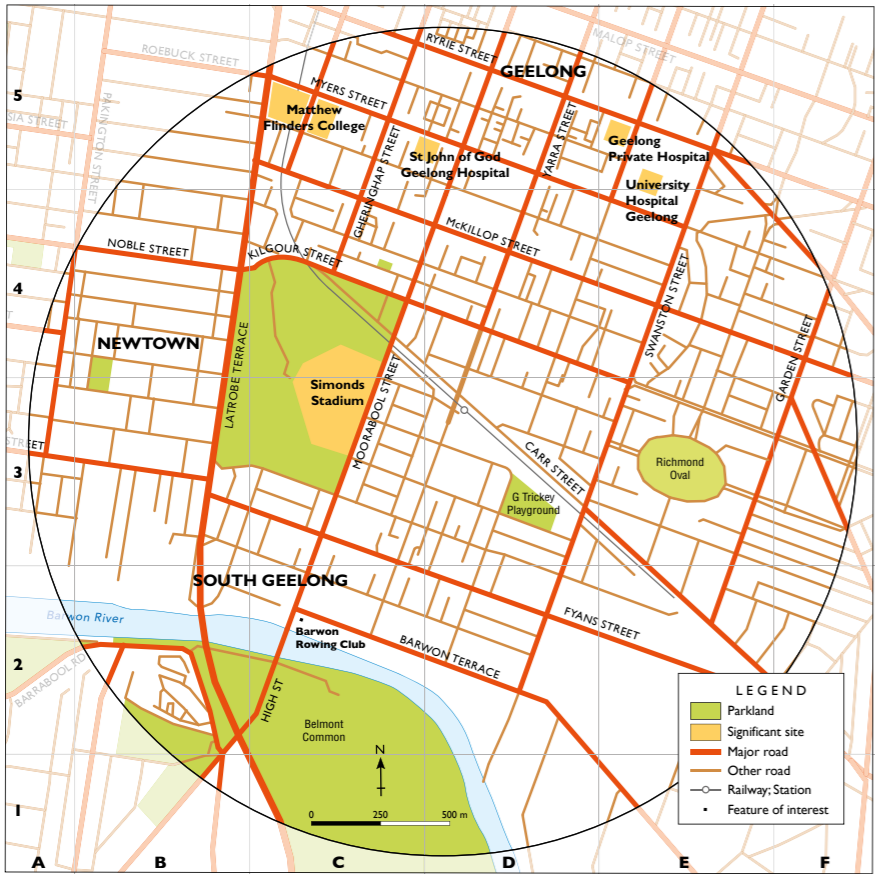 MALOP STREET
RYRIE STREET
ROEBUCK STREET
GEELONG
5
MYERS STREET
PAKINGTON STREET
Matthew
Flinders College
SIA STREET
YARRA STREET
Geelong
Private Hospital
St John of God
Geelong Hospital
GHERINGHAP STREET
University
Hospital
Geelong
McKILLOP STREET
NOBLE STREET
KILGOUR STREET
4
SWANSTON STREET
GARDEN STREET
NEWTOWN
LATROBE TERRACE
Simonds
Stadium
MOORABOOL STREET
STREET
3
CARR STREET
Richmond
Oval
G Trickey
Playground
SOUTH GEELONG
Barwon River
FYANS STREET
Barwon
Rowing Club
BARWON TERRACE
2
BARRABOOL RD
HIGH ST
Belmont
Common
N
LEGEND
Parkland
Significant site
Major road
Other road
Railway; Station
Feature of interest
1
0 250 500 m
A B C D E F